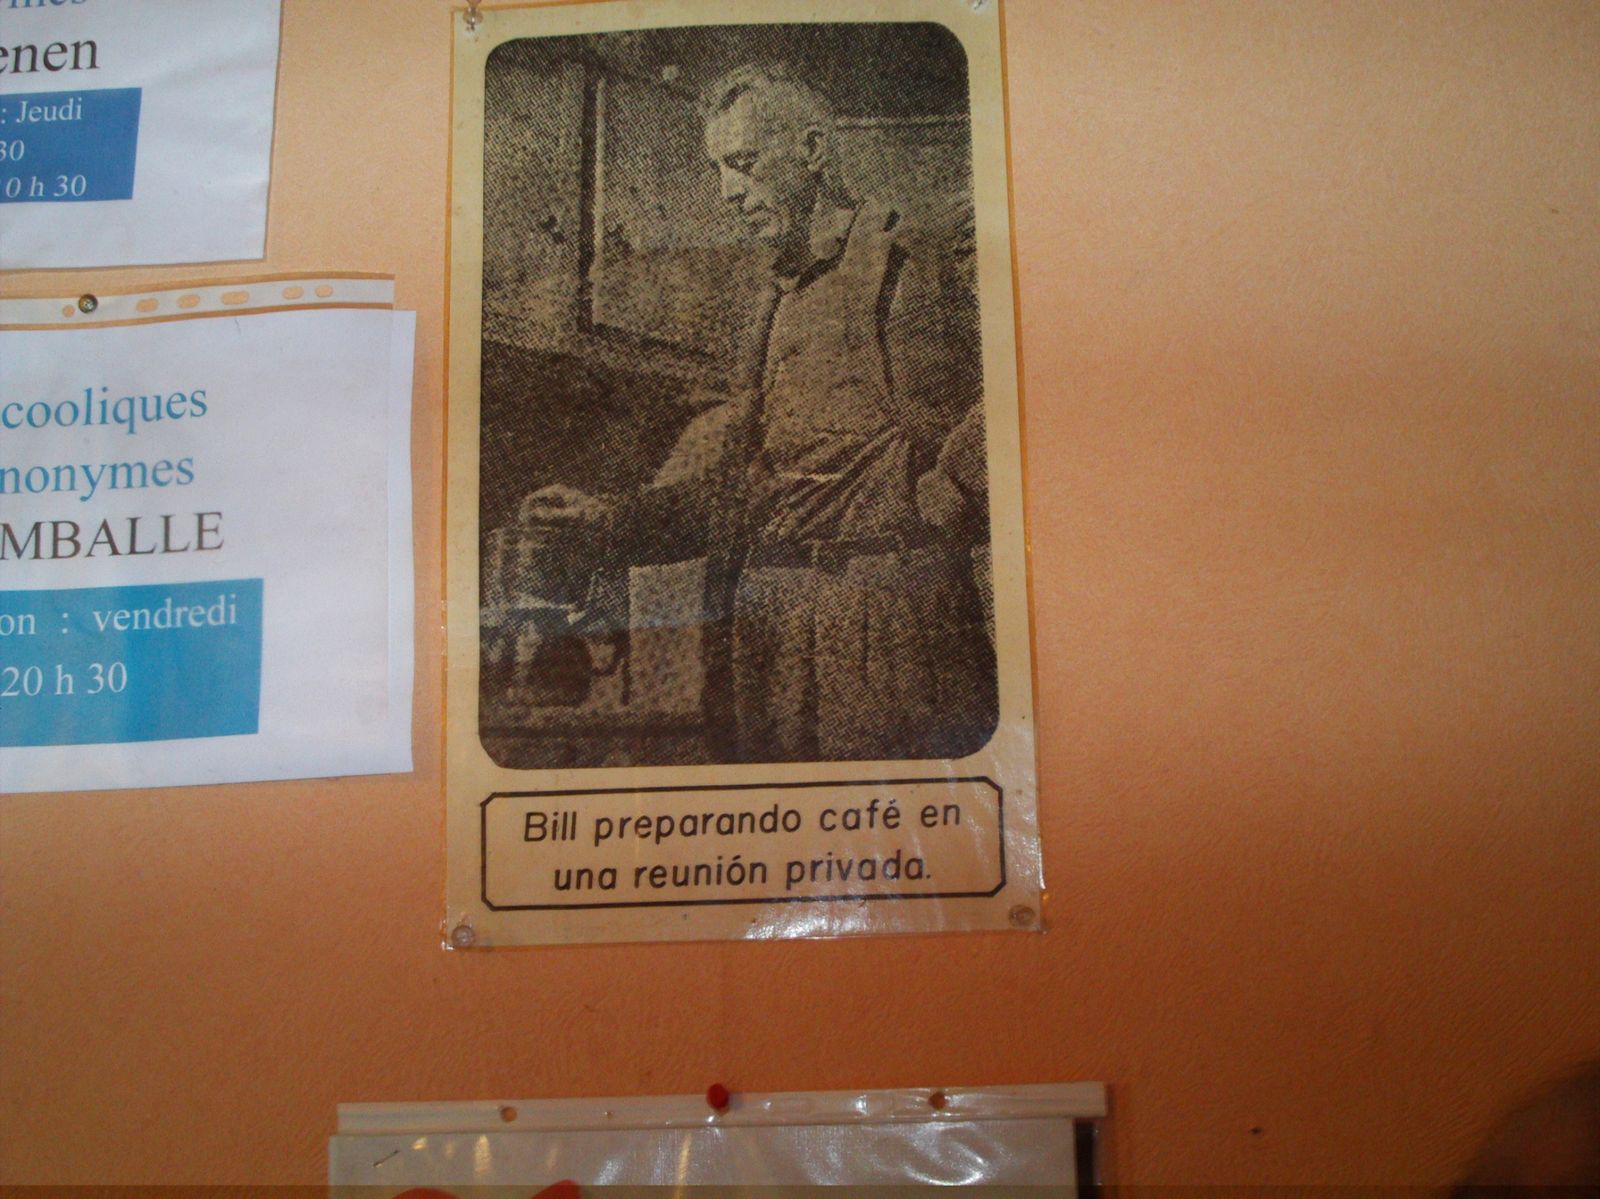 enen
: Jeudi
30
0 h 30
cooliques
nonymes
MBALLE
on : vendredi
20 h 30
Bill preparando café en
una reunión privada.